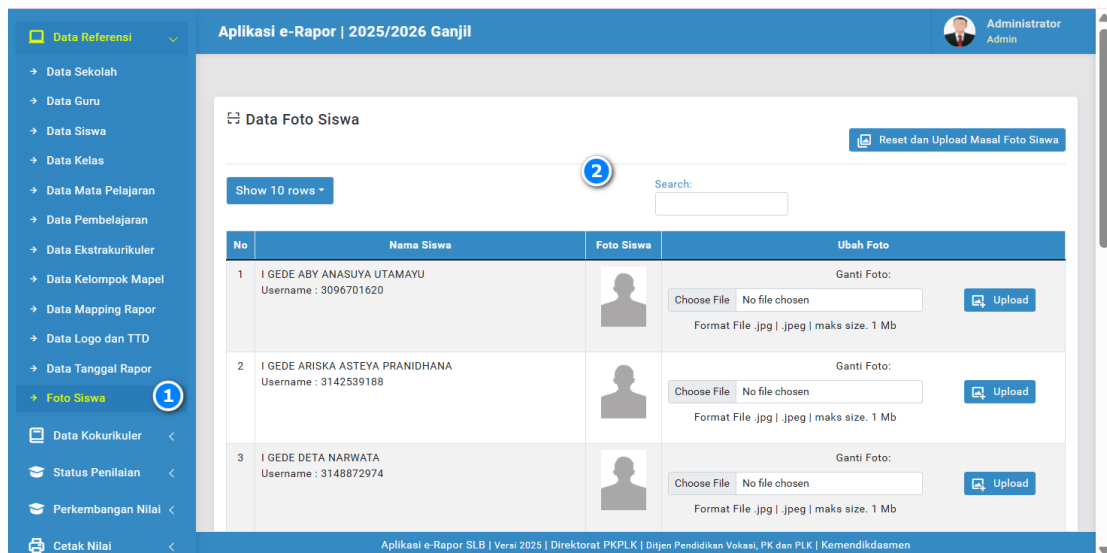 Data Referensi
Aplikasi e-Rapor | 2025/2026 Ganjil
Administrator
Admin
Data Sekolah
Data Guru
Data Siswa
Data Kelas
Data Mata Pelajaran
Data Pembelajaran
Data Ekstrakurikuler
Data Kelompok Mapel
Data Mapping Rapor
Data Logo dan TTD
Data Tanggal Rapor
Foto Siswa
1
Data Kokurikuler
Status Penilaian
Perkembangan Nilai
Cetak Nilai
Data Foto Siswa
Reset dan Upload Masal Foto Siswa
2
Show 10 rows
Search:
No Nama Siswa Foto Siswa Ubah Foto
1 I GEDE ABY ANASUYA UTAMAYU Ganti Foto:
Username : 3096701620
Choose File No file chosen Upload
Format File .jpg | .jpeg | maks size. 1 Mb
2 I GEDE ARISKA ASTEYA PRANIDHANA Ganti Foto:
Username : 3142539188
Choose File No file chosen Upload
Format File .jpg | .jpeg | maks size. 1 Mb
3 I GEDE DETA NARWATA Ganti Foto:
Username : 3148872974
Choose File No file chosen Upload
Format File .jpg | .jpeg | maks size. 1 Mb
Aplikasi e-Rapor SLB | Versi 2025 | Direktorat PKPLK | Ditjen Pendidikan Vokasi, PK dan PLK | Kemendikdasmen